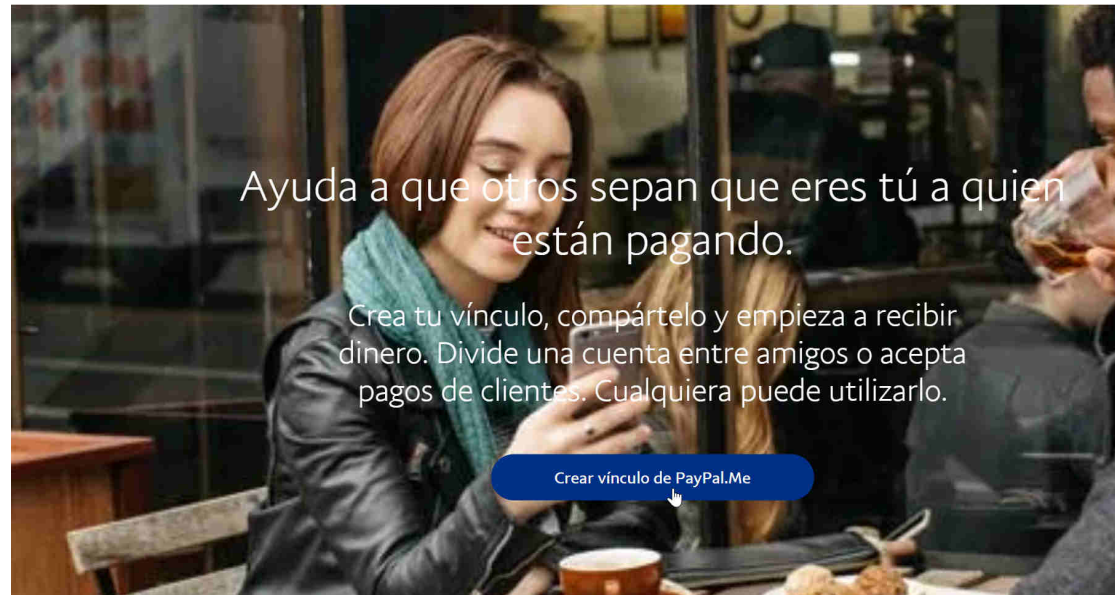 Ayuda a que otros sepan que eres tú a quien
están pagando.
Crea tu vínculo, compártelo y empieza a recibir
dinero. Divide una cuenta entre amigos o acepta
pagos de clientes. Cualquiera puede utilizarlo.
Crear vínculo de PayPal.Me